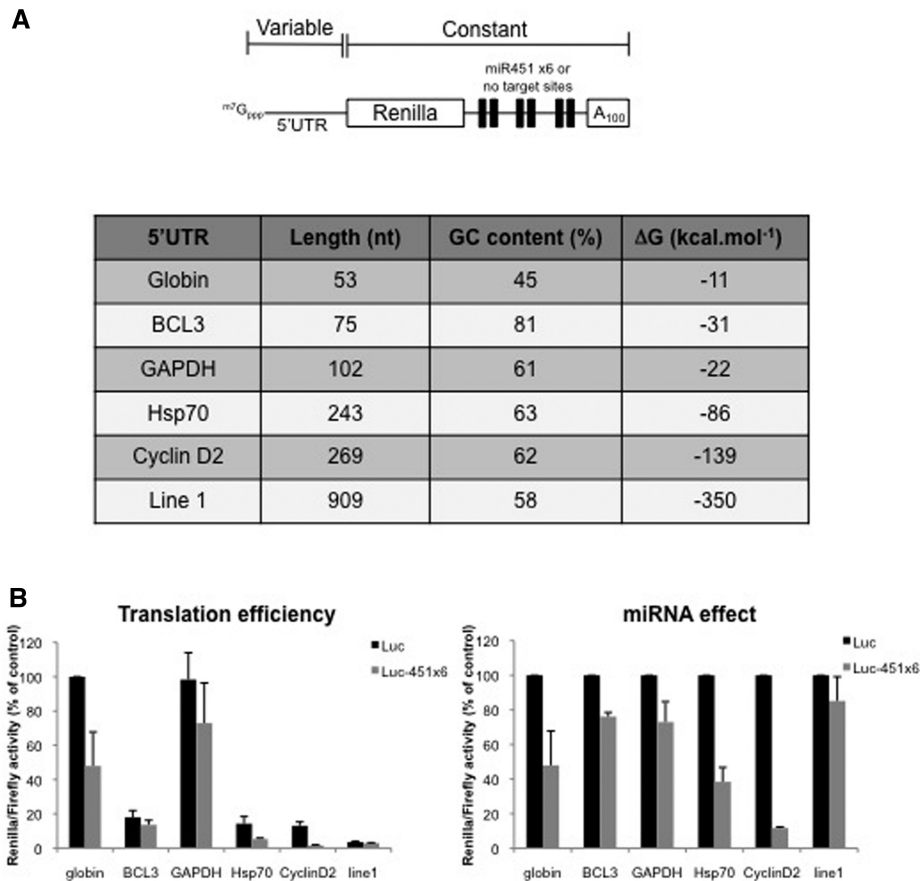 A
Variable Constant
miR451 x6 or
no target sites
m7Gppp 5'UTR Renilla A100
5'UTR Length (nt) GC content (%) ΔG (kcal.mol-1)
Globin 53 45 -11
BCL3 75 81 -31
GAPDH 102 61 -22
Hsp70 243 63 -86
Cyclin D2 269 62 -139
Line 1 909 58 -350
B
Translation efficiency
Renilla/Firefly activity (% of control)
120
100
80
60
40
20
0
Luc
Luc-451x6
globin BCL3 GAPDH Hsp70 CyclinD2 line1
miRNA effect
Renilla/Firefly activity (% of control)
120
100
80
60
40
20
0
Luc
Luc-451x6
globin BCL3 GAPDH Hsp70 CyclinD2 line1